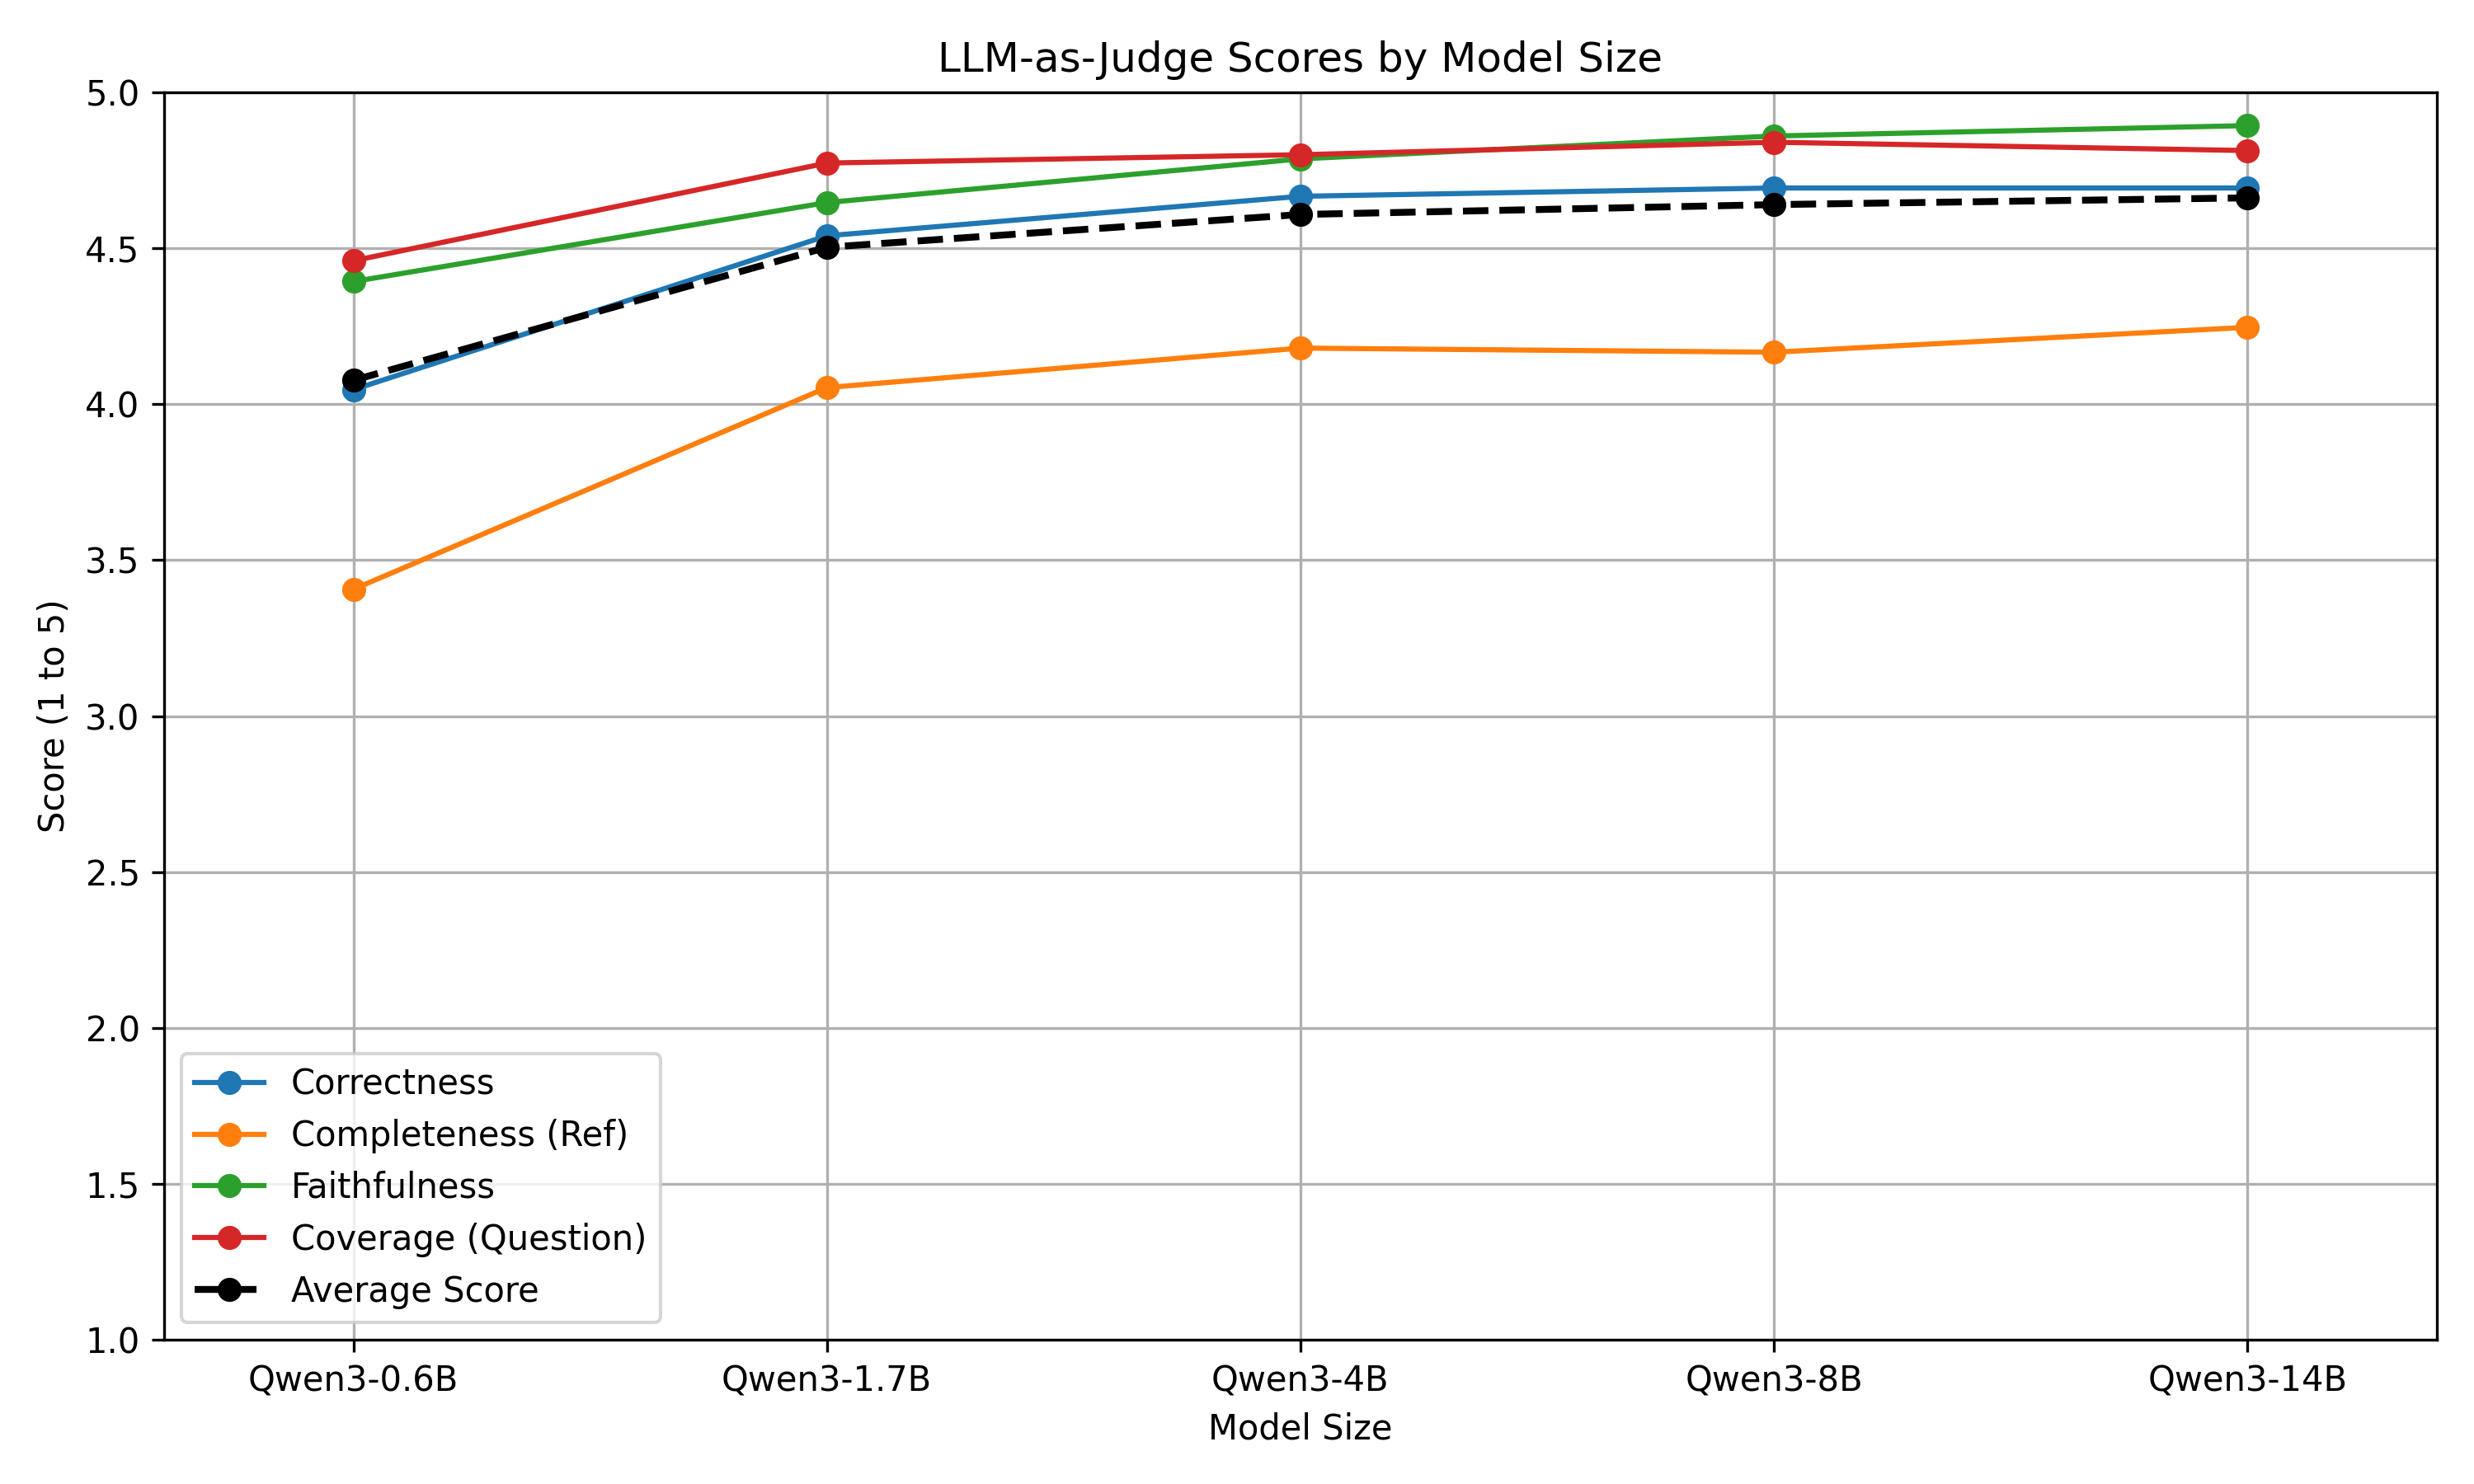 LLM-as-Judge Scores by Model Size
Score (1 to 5)
5.0
4.5
4.0
3.5
3.0
2.5
2.0
1.5
1.0
Correctness
Completeness (Ref)
Faithfulness
Coverage (Question)
Average Score
Qwen3-0.6B
Qwen3-1.7B
Qwen3-4B
Qwen3-8B
Qwen3-14B
Model Size